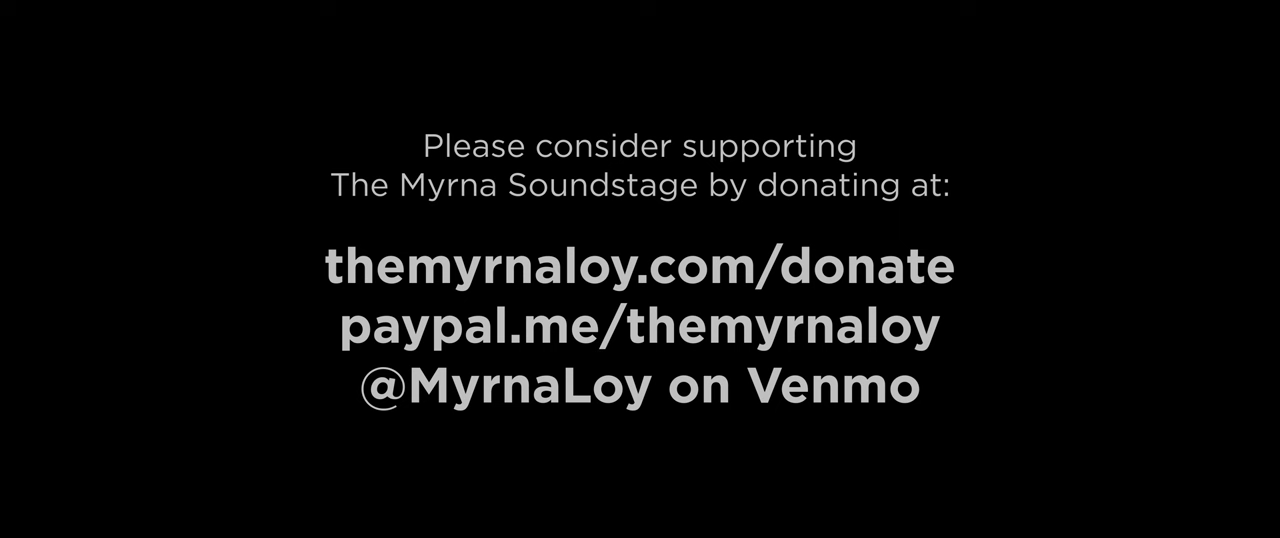 Please consider supporting
The Myrna Soundstage by donating at:
themyrnaloy.com/donate
paypal.me/themyrnaloy
@MyrnaLoy on Venmo